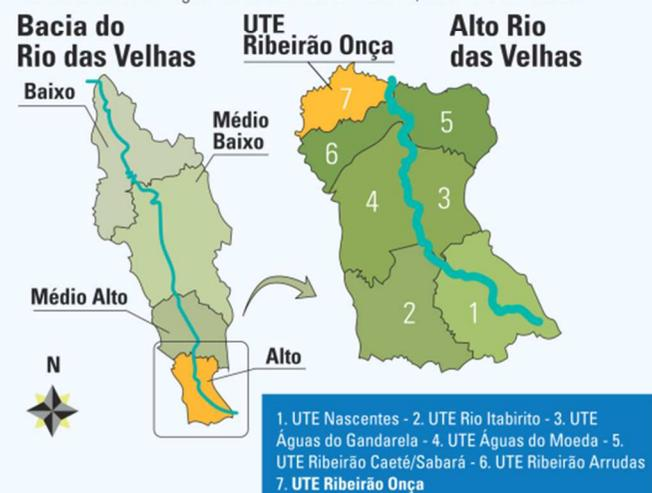 Bacia do
Rio das Velhas
UTE
Ribeirão Onça
Alto Rio
das Velhas
Baixo
Médio
Baixo
Médio Alto
Alto
N
7
5
6
4
3
2
1
1. UTE Nascentes - 2. UTE Rio Itabirito - 3. UTE
Águas do Gandarela - 4. UTE Águas do Moeda - 5.
UTE Ribeirão Caeté/Sabará - 6. UTE Ribeirão Arrudas
7. UTE Ribeirão Onça